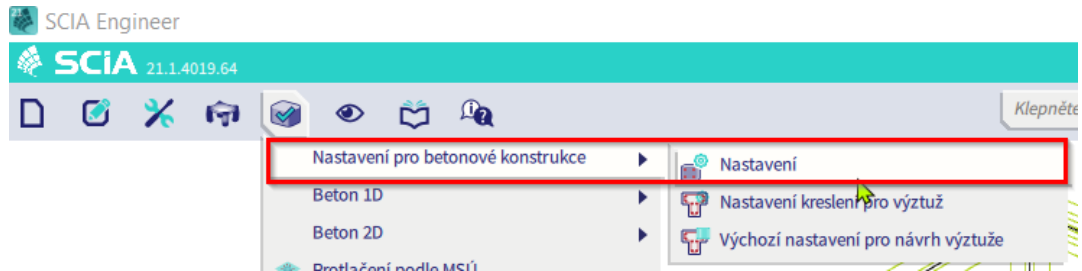 SCIA Engineer
SCiA 21.1.4019.64
Klepněte
Nastavení pro betonové konstrukce
Beton 1D
Beton 2D
Protlačení podle MSÚ
Nastavení
Nastavení kreslení pro výztuž
Výchozí nastavení pro návrh výztuže